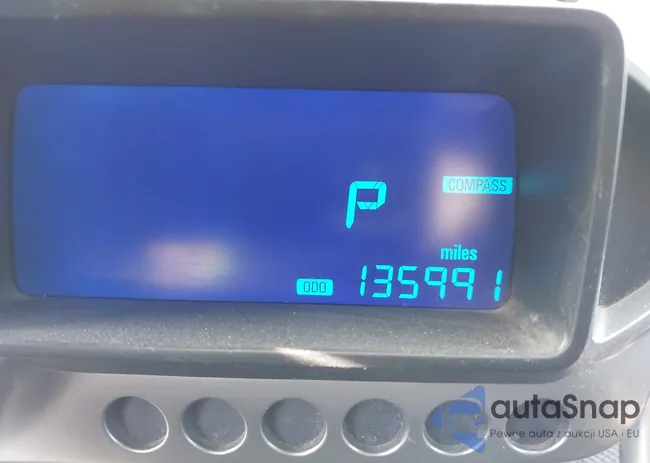 COMPASS
P
miles
ODO 135991
autaSnap
Pewne auta z aukcji USA i EU